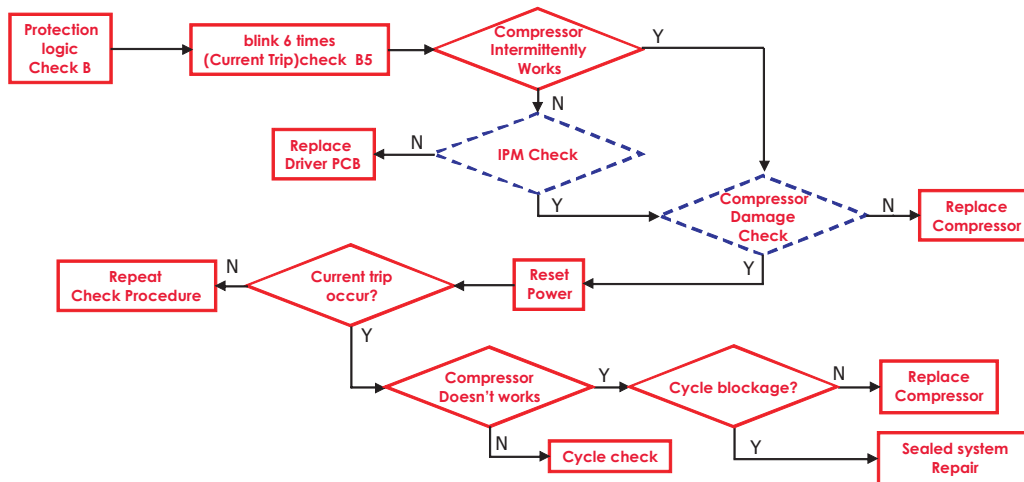 Protection
logic
Check B
blink 6 times
(Current Trip)check B5
Compressor
Intermittently
Works
Y
N
Replace
Driver PCB
N
IPM Check
Y
Compressor
Damage
Check
N
Replace
Compressor
Y
Repeat
Check Procedure
N
Current trip
occur?
Reset
Power
Y
Compressor
Doesn't works
Y
Cycle blockage?
N
Replace
Compressor
N
Cycle check
Y
Sealed system
Repair